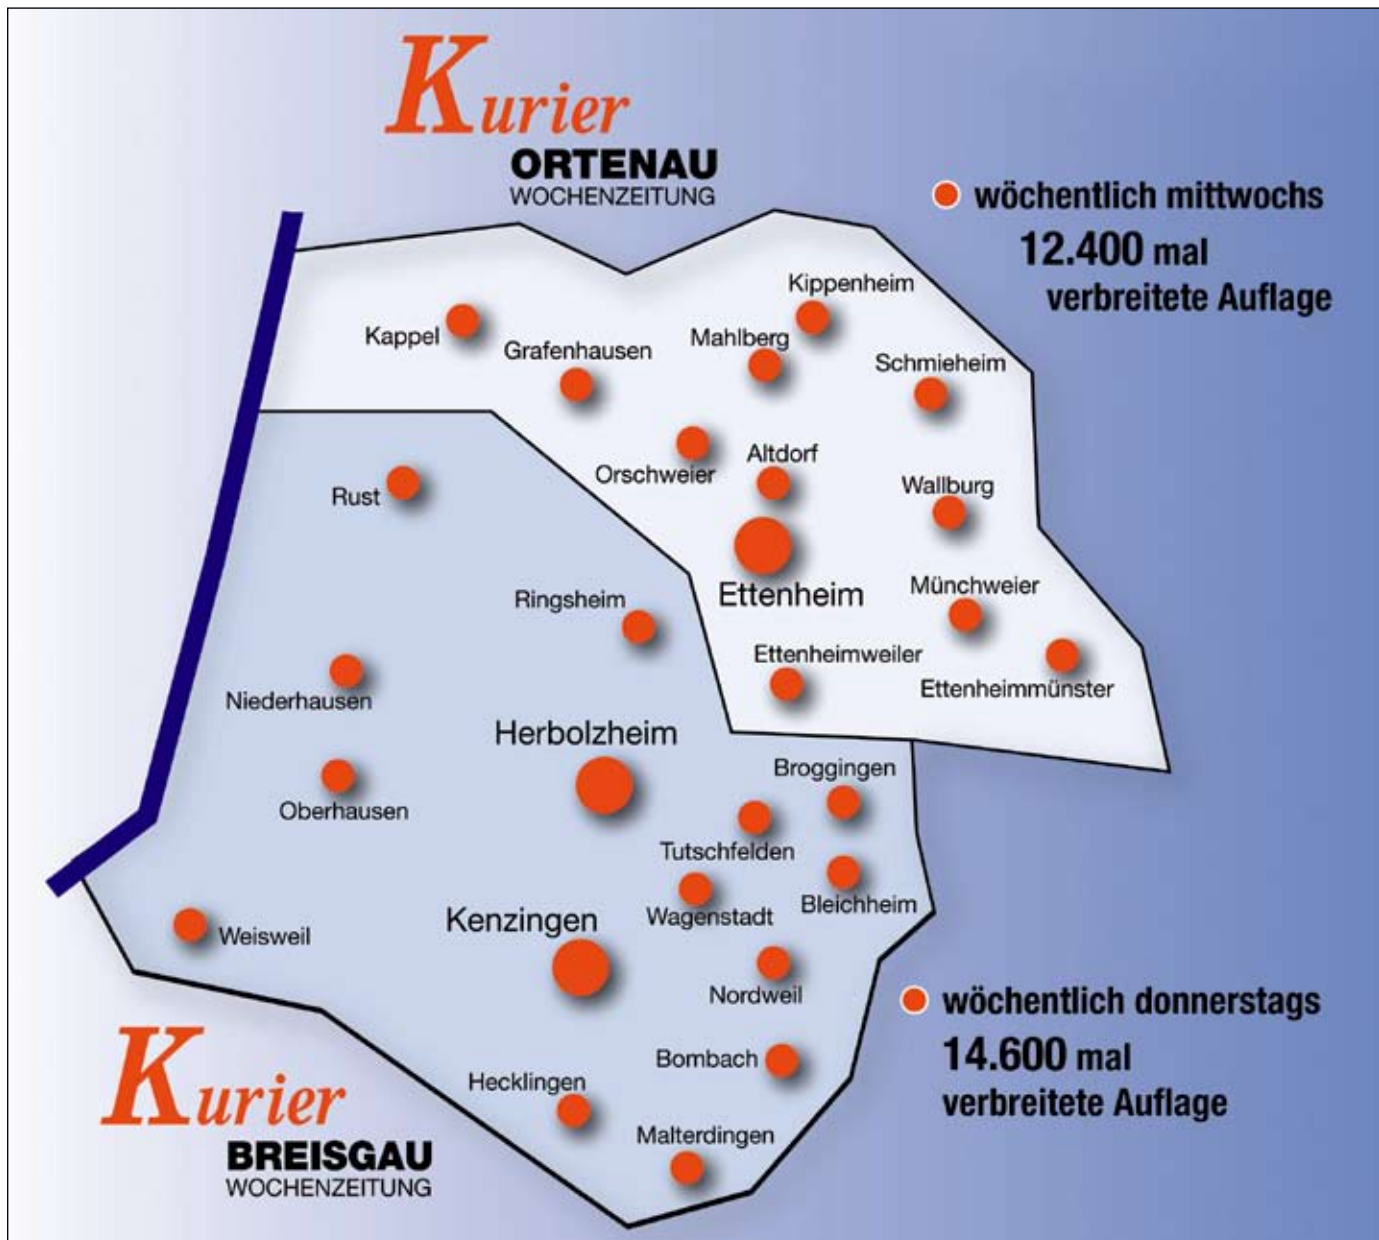 Kurier
ORTENAU
WOCHENZEITUNG
wöchentlich mittwochs
12.400 mal
verbreitete Auflage
Kippenheim
Kappel
Mahlberg
Grafenhausen
Schmieheim
Altdorf
Orschweier
Wallburg
Rust
Münchweier
Ettenheim
Ringsheim
Ettenheimweiler
Ettenheimmünster
Niederhausen
Herbolzheim
Broggingen
Oberhausen
Tutschfelden
Bleichheim
Wagenstadt
Kenzingen
Weisweil
Nordweil
wöchentlich donnerstags
14.600 mal
verbreitete Auflage
Bombach
Hecklingen
Malterdingen
Kurier
BREISGAU
WOCHENZEITUNG